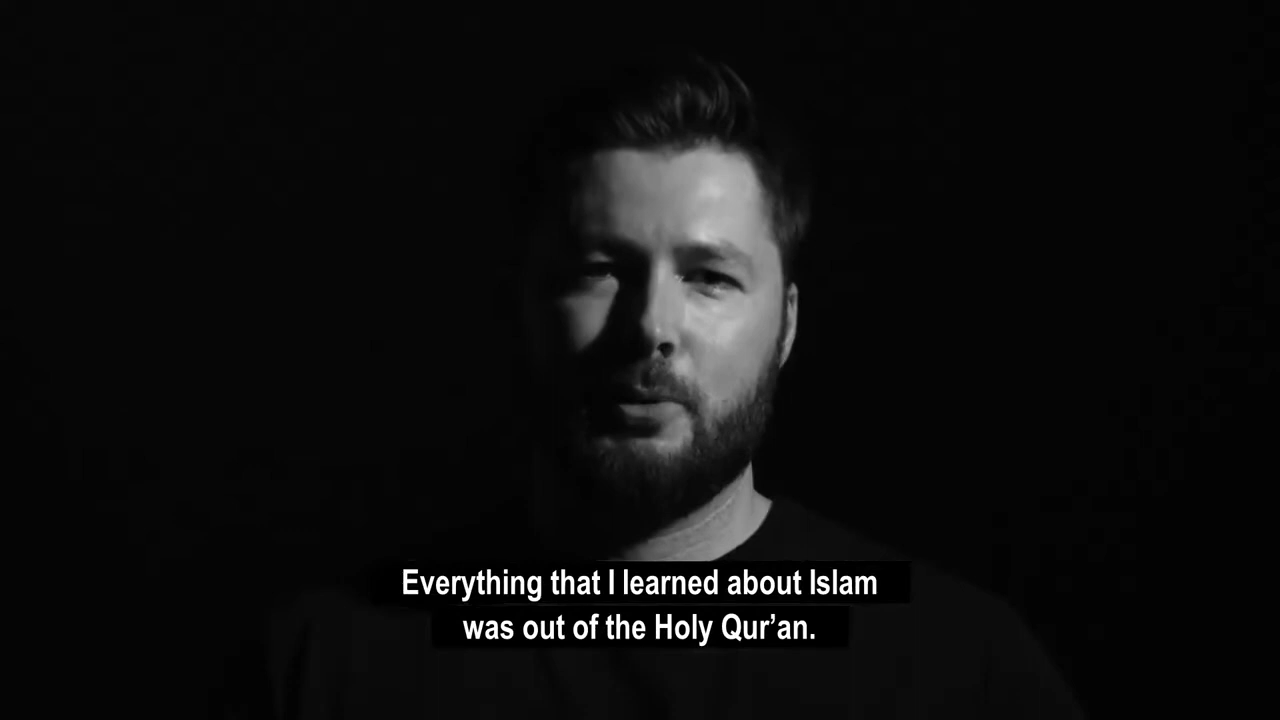 Everything that I learned about Islam
was out of the Holy Qur’an.